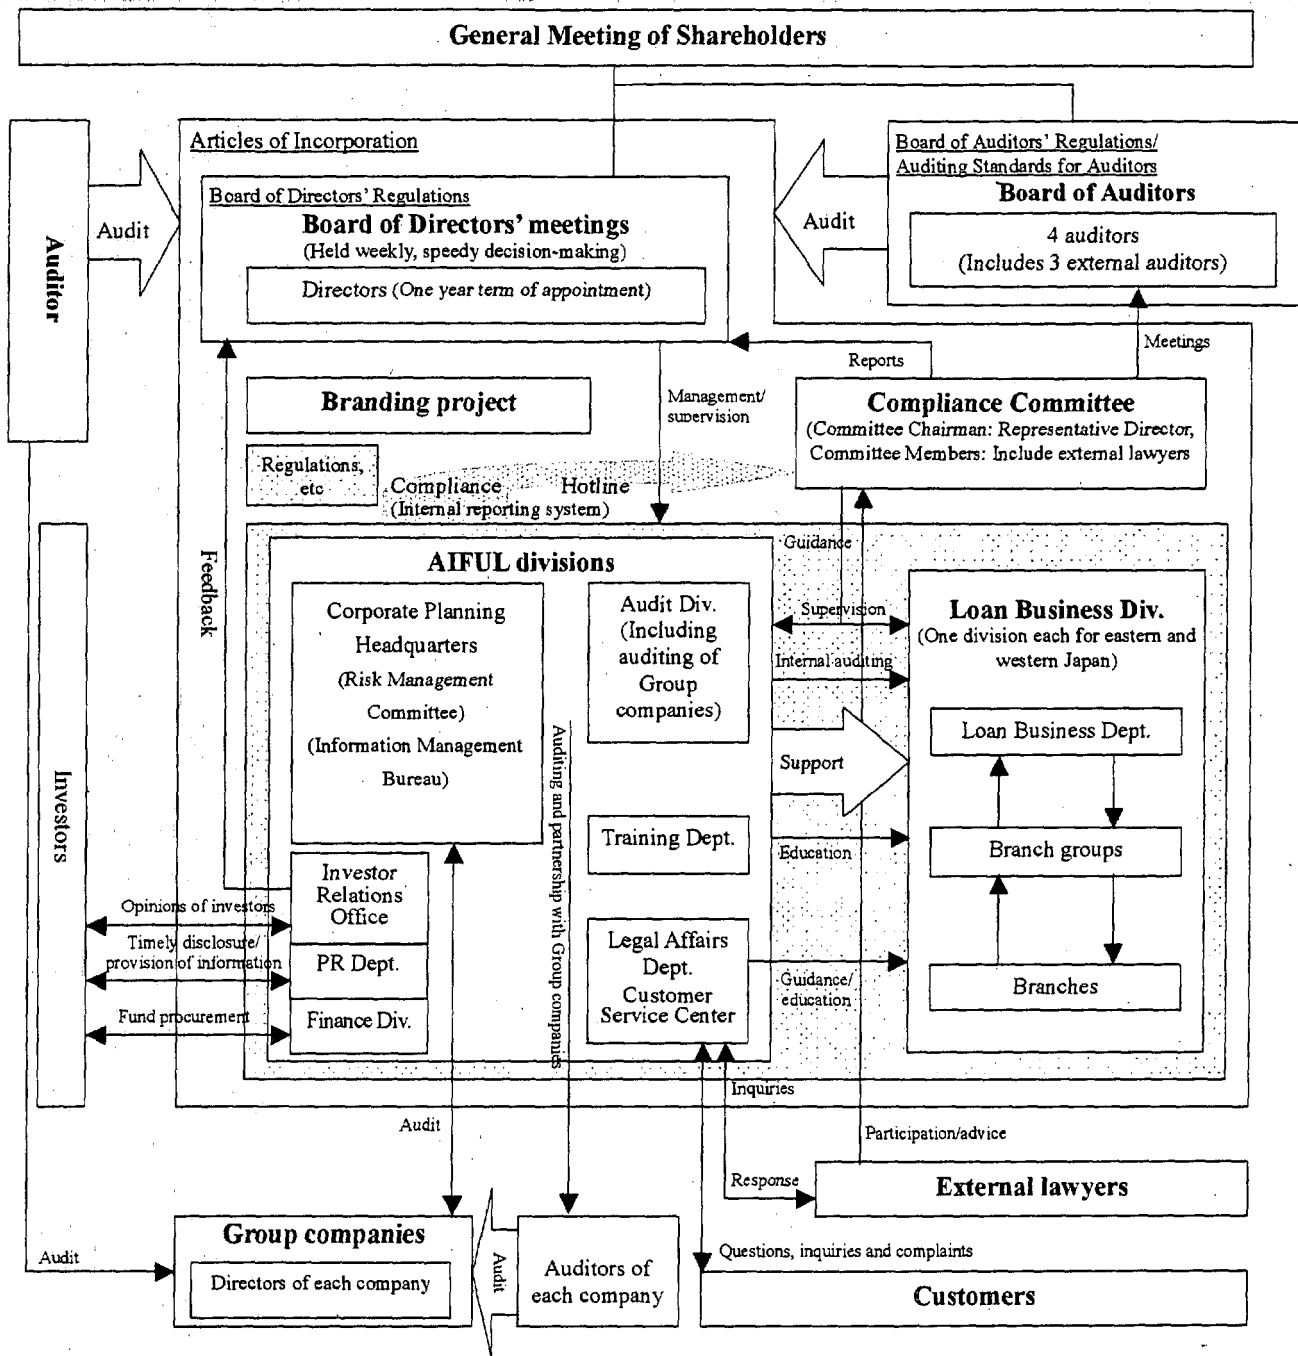 General Meeting of Shareholders
Auditor
Audit
Articles of Incorporation
Board of Directors' Regulations
Board of Directors' meetings
(Held weekly, speedy decision-making)
Directors (One year term of appointment)
Audit
Board of Auditors' Regulations/
Auditing Standards for Auditors
Board of Auditors
4 auditors
(Includes 3 external auditors)
Meetings
Reports
Branding project
Management/
supervision
Compliance Committee
(Committee Chairman: Representative Director,
Committee Members: Include external lawyers
Regulations,
etc
Compliance Hotline
(Internal reporting system)
Feedback
Investors
AIFUL divisions
Corporate Planning
Headquarters
(Risk Management
Committee)
(Information Management
Bureau)
Audit Div.
(Including
auditing of
Group
companies)
Auditing and partnership with Group companies
Training Dept.
Legal Affairs
Dept.
Customer
Service Center
Investor
Relations
Office
PR Dept.
Finance Div.
Opinions of investors
Timely disclosure/
provision of information
Fund procurement
Guidance
Supervision
Internal auditing
Support
Education
Guidance/
education
Loan Business Div.
(One division each for eastern and
western Japan)
Loan Business Dept.
Branch groups
Branches
Inquiries
Audit
Participation/advice
Response
External lawyers
Audit
Group companies
Directors of each company
Audit
Auditors of
each company
Questions, inquiries and complaints
Customers